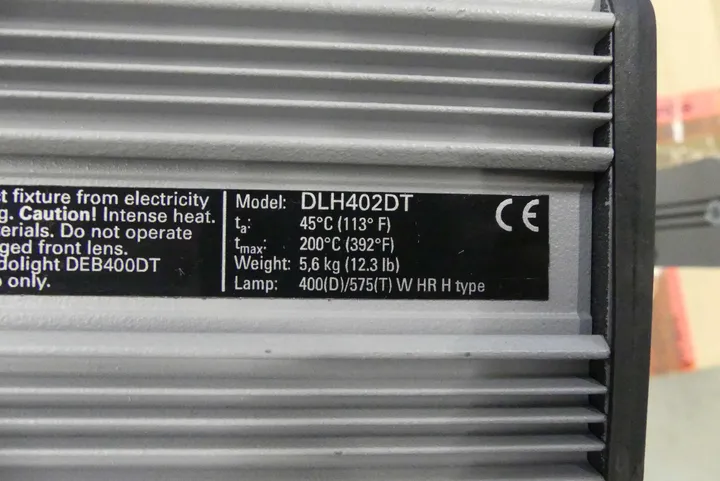 fixture from electricity
g. Caution! Intense heat.
erials. Do not operate
ged front lens.
dolight DEB400DT
only.
Model: DLH402DT
ta: 45°C (113° F)
tmax: 200°C (392°F)
Weight: 5,6 kg (12.3 lb)
Lamp: 400(D)/575(T) W HR H type
CE